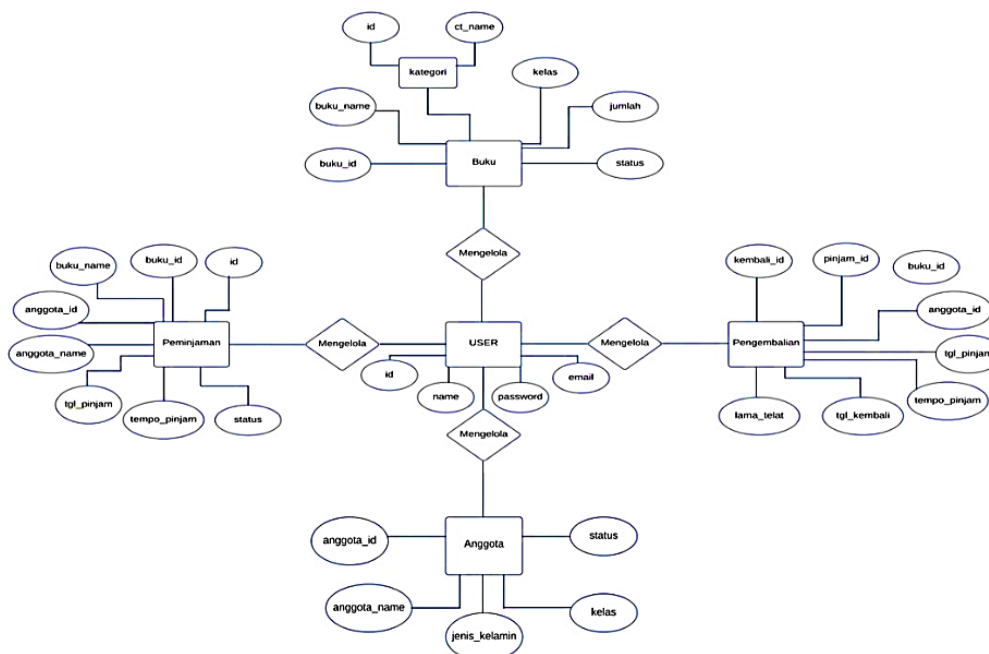 id
ct_name
kategori
kelas
buku_name
jumlah
buku_id
Buku
status
Mengelola
buku_name
buku_id
id
anggota_id
Peminjaman
anggota_name
tgl_pinjam
tempo_pinjam
status
Mengelola
USER
id
name
password
email
Mengelola
kembali_id
pinjam_id
buku_id
anggota_id
Pengembalian
tgl_pinjam
tempo_pinjam
lama_telat
tgl_kembali
Mengelola
anggota_id
Anggota
status
anggota_name
jenis_kelamin
kelas